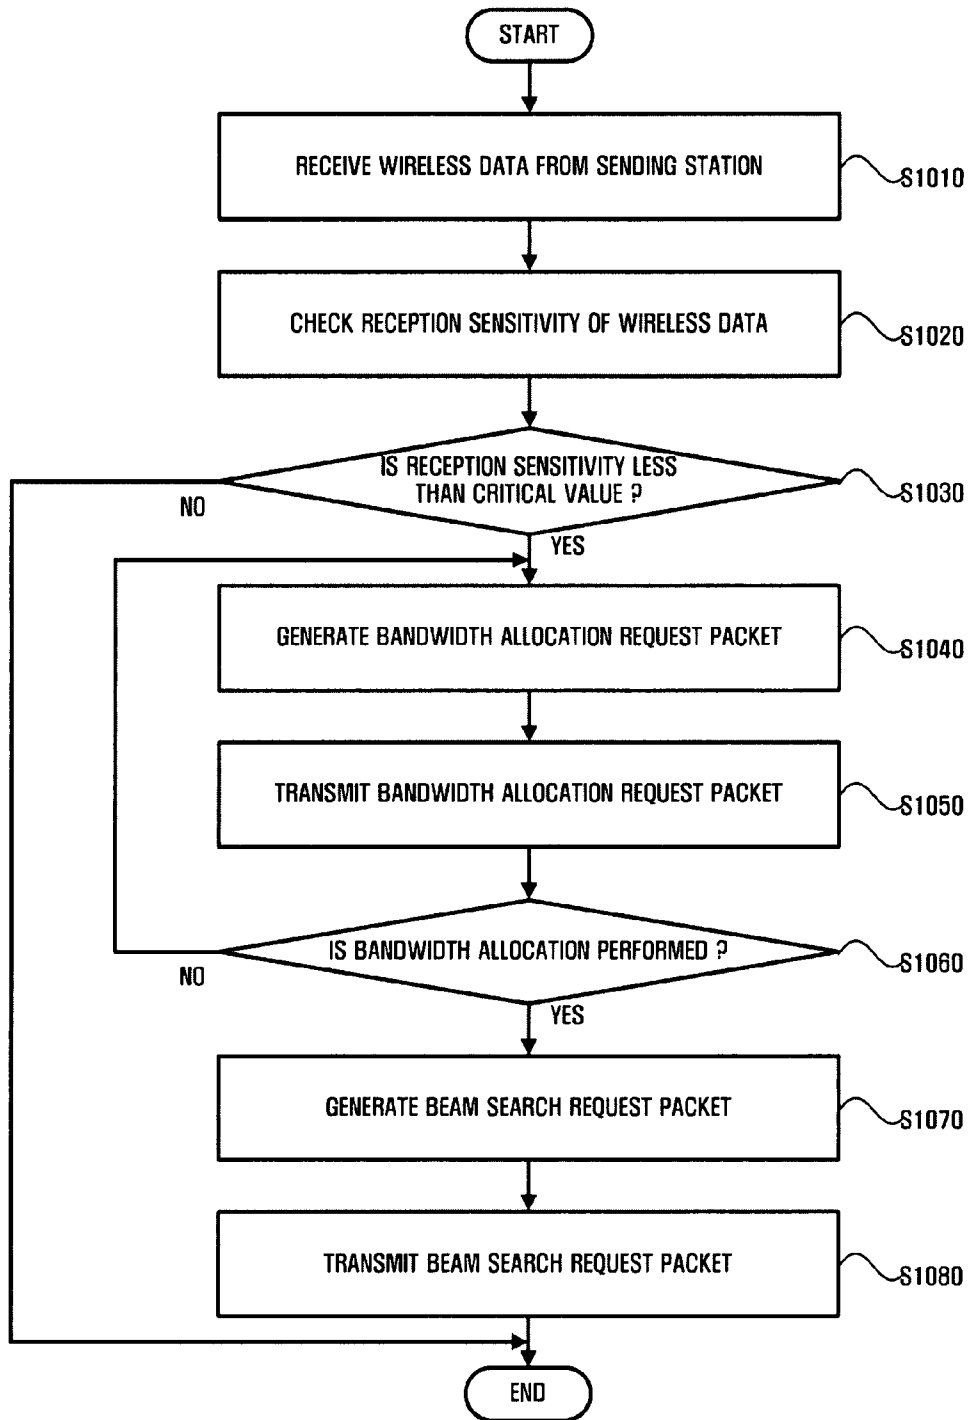 START
RECEIVE WIRELESS DATA FROM SENDING STATION
S1010
CHECK RECEPTION SENSITIVITY OF WIRELESS DATA
S1020
IS RECEPTION SENSITIVITY LESS
THAN CRITICAL VALUE ?
S1030
NO
YES
GENERATE BANDWIDTH ALLOCATION REQUEST PACKET
S1040
TRANSMIT BANDWIDTH ALLOCATION REQUEST PACKET
S1050
IS BANDWIDTH ALLOCATION PERFORMED ?
S1060
NO
YES
GENERATE BEAM SEARCH REQUEST PACKET
S1070
TRANSMIT BEAM SEARCH REQUEST PACKET
S1080
END